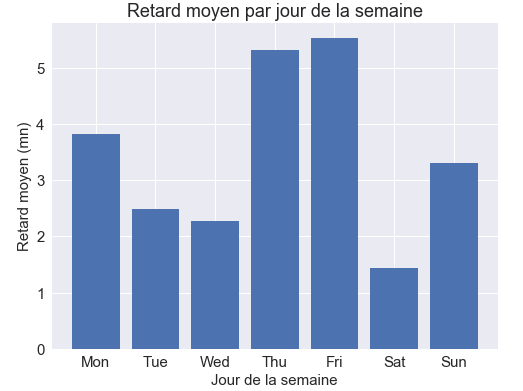 Retard moyen par jour de la semaine
Retard moyen (mn)
5
4
3
2
1
0
Mon Tue Wed Thu Fri Sat Sun
Jour de la semaine